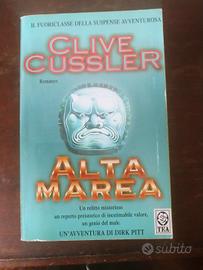 IL FUORICLASSE DELLA SUSPENSE AVVENTUROSA
CLIVE
CUSSLER
Romanzo
ALTA
MAREA
Un relitto misterioso
un reperto preistorico di inestimabile valore,
un genio del male.
UN'AVVENTURA DI DIRK PITT
TEA
subito